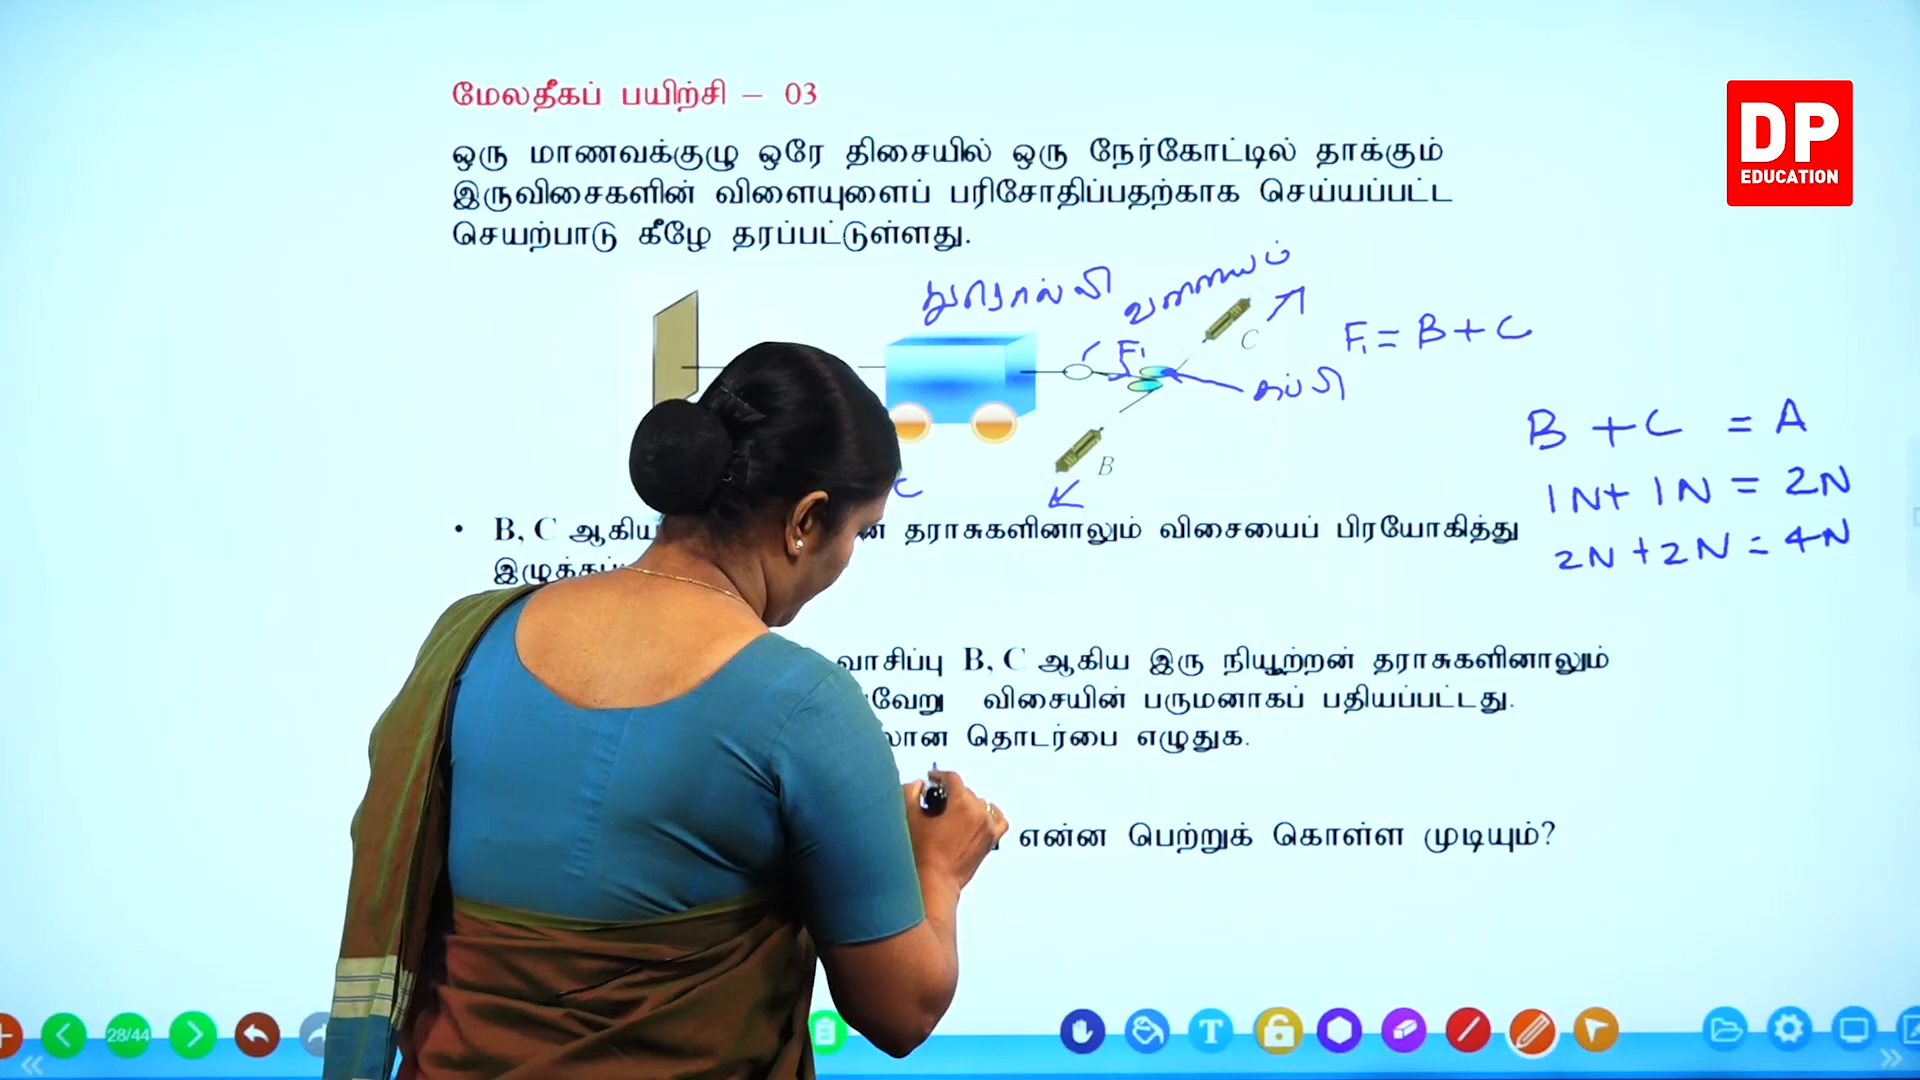 மேலதீகப் பயிற்சி – 03
DP
EDUCATION
ஒரு மாணவக்குழு ஒரே திசையில் ஒரு நேர்கோட்டில் தாக்கும்
இருவிசைகளின் விளையுளைப் பரிசோதிப்பதற்காக செய்யப்பட்ட
செயற்பாடு கீழே தரப்பட்டுள்ளது.
துரொல்லி
வளையம்
C
F₁
F₁ = B + C
கப்பி
B
B + C = A
1N + 1N = 2N
2N + 2N = 4N
C
• B, C ஆகிய தராசுகளினாலும் விசையைப் பிரயோகித்து
வாசிப்பு B, C ஆகிய இரு நியூற்றன் தராசுகளினாலும்
விசையின் பருமனாகப் பதியப்பட்டது.
தொடர்பை எழுதுக.
என்ன பெற்றுக் கொள்ள முடியும்?
28/44
T